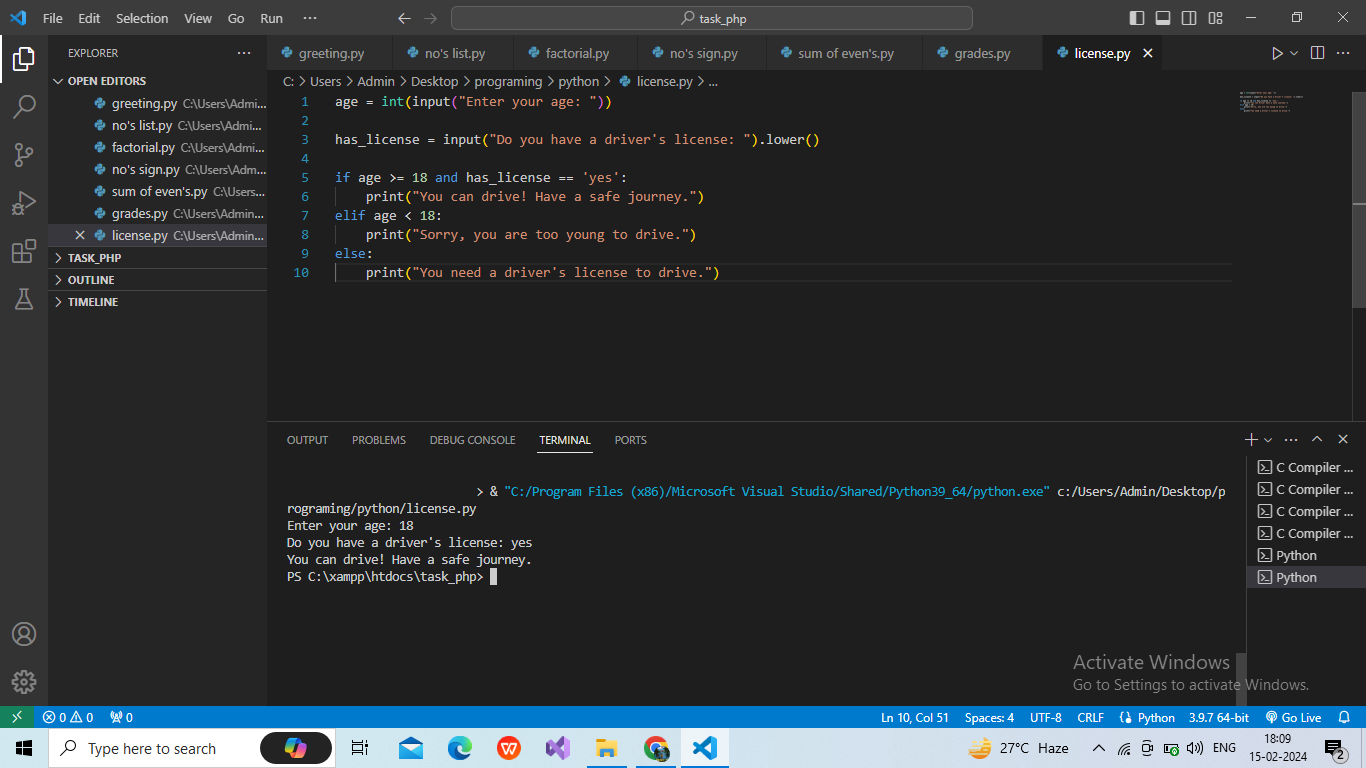 File Edit Selection View Go Run ··· task_php
EXPLORER ···
OPEN EDITORS
greeting.py C:\Users\Admi...
no's list.py C:\Users\Admi...
factorial.py C:\Users\Admi...
no's sign.py C:\Users\Adm...
sum of even's.py C:\Users...
grades.py C:\Users\Admin...
license.py C:\Users\Admin...
TASK_PHP
OUTLINE
TIMELINE
greeting.py no's list.py factorial.py no's sign.py sum of even's.py grades.py license.py
C: > Users > Admin > Desktop > programing > python > license.py > ...
1 age = int(input("Enter your age: "))
2
3 has_license = input("Do you have a driver's license: ").lower()
4
5 if age >= 18 and has_license == 'yes':
6 print("You can drive! Have a safe journey.")
7 elif age < 18:
8 print("Sorry, you are too young to drive.")
9 else:
10 print("You need a driver's license to drive.")
OUTPUT PROBLEMS DEBUG CONSOLE TERMINAL PORTS
> & "C:/Program Files (x86)/Microsoft Visual Studio/Shared/Python39_64/python.exe" c:/Users/Admin/Desktop/p
rograming/python/license.py
Enter your age: 18
Do you have a driver's license: yes
You can drive! Have a safe journey.
PS C:\xampp\htdocs\task_php>
C Compiler ...
C Compiler ...
C Compiler ...
C Compiler ...
Python
Python
Activate Windows
Go to Settings to activate Windows.
0 0 0 Ln 10, Col 51 Spaces: 4 UTF-8 CRLF Python 3.9.7 64-bit Go Live
Type here to search 27°C Haze ENG 18:09
15-02-2024 2